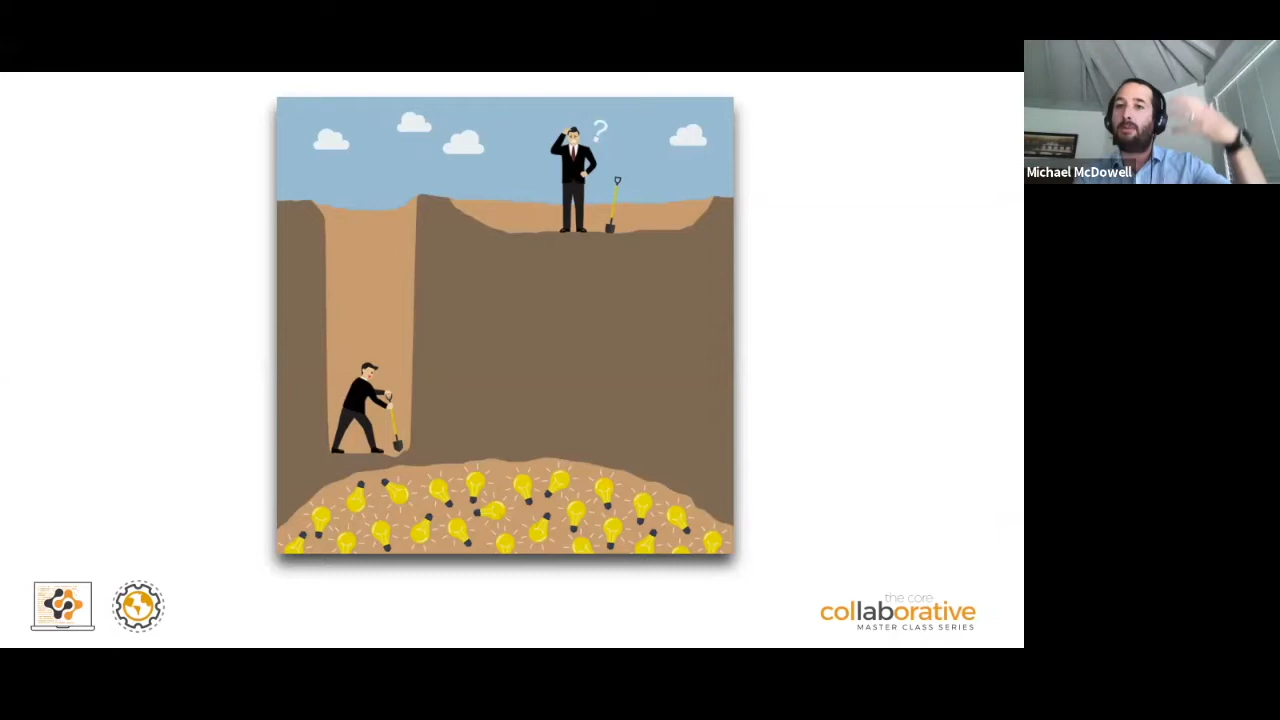 ?
Michael McDowell
the core
collaborative
MASTER CLASS SERIES